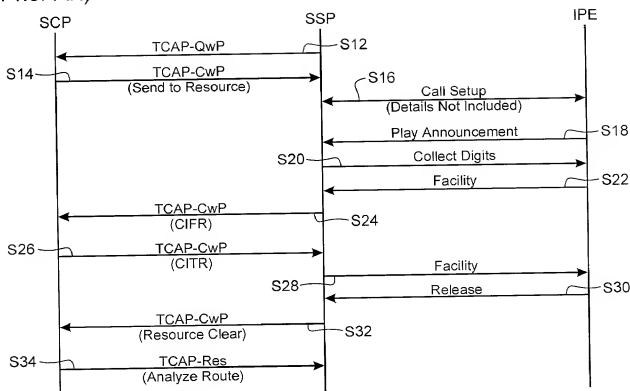 SCP
SSP
IPE
TCAP-QwP
S12
S14
TCAP-CwP
(Send to Resource)
S16
Call Setup
(Details Not Included)
Play Announcement
S18
S20
Collect Digits
Facility
S22
TCAP-CwP
(CIFR)
S24
S26
TCAP-CwP
(CITR)
Facility
S28
Release
S30
TCAP-CwP
(Resource Clear)
S32
S34
TCAP-Res
(Analyze Route)